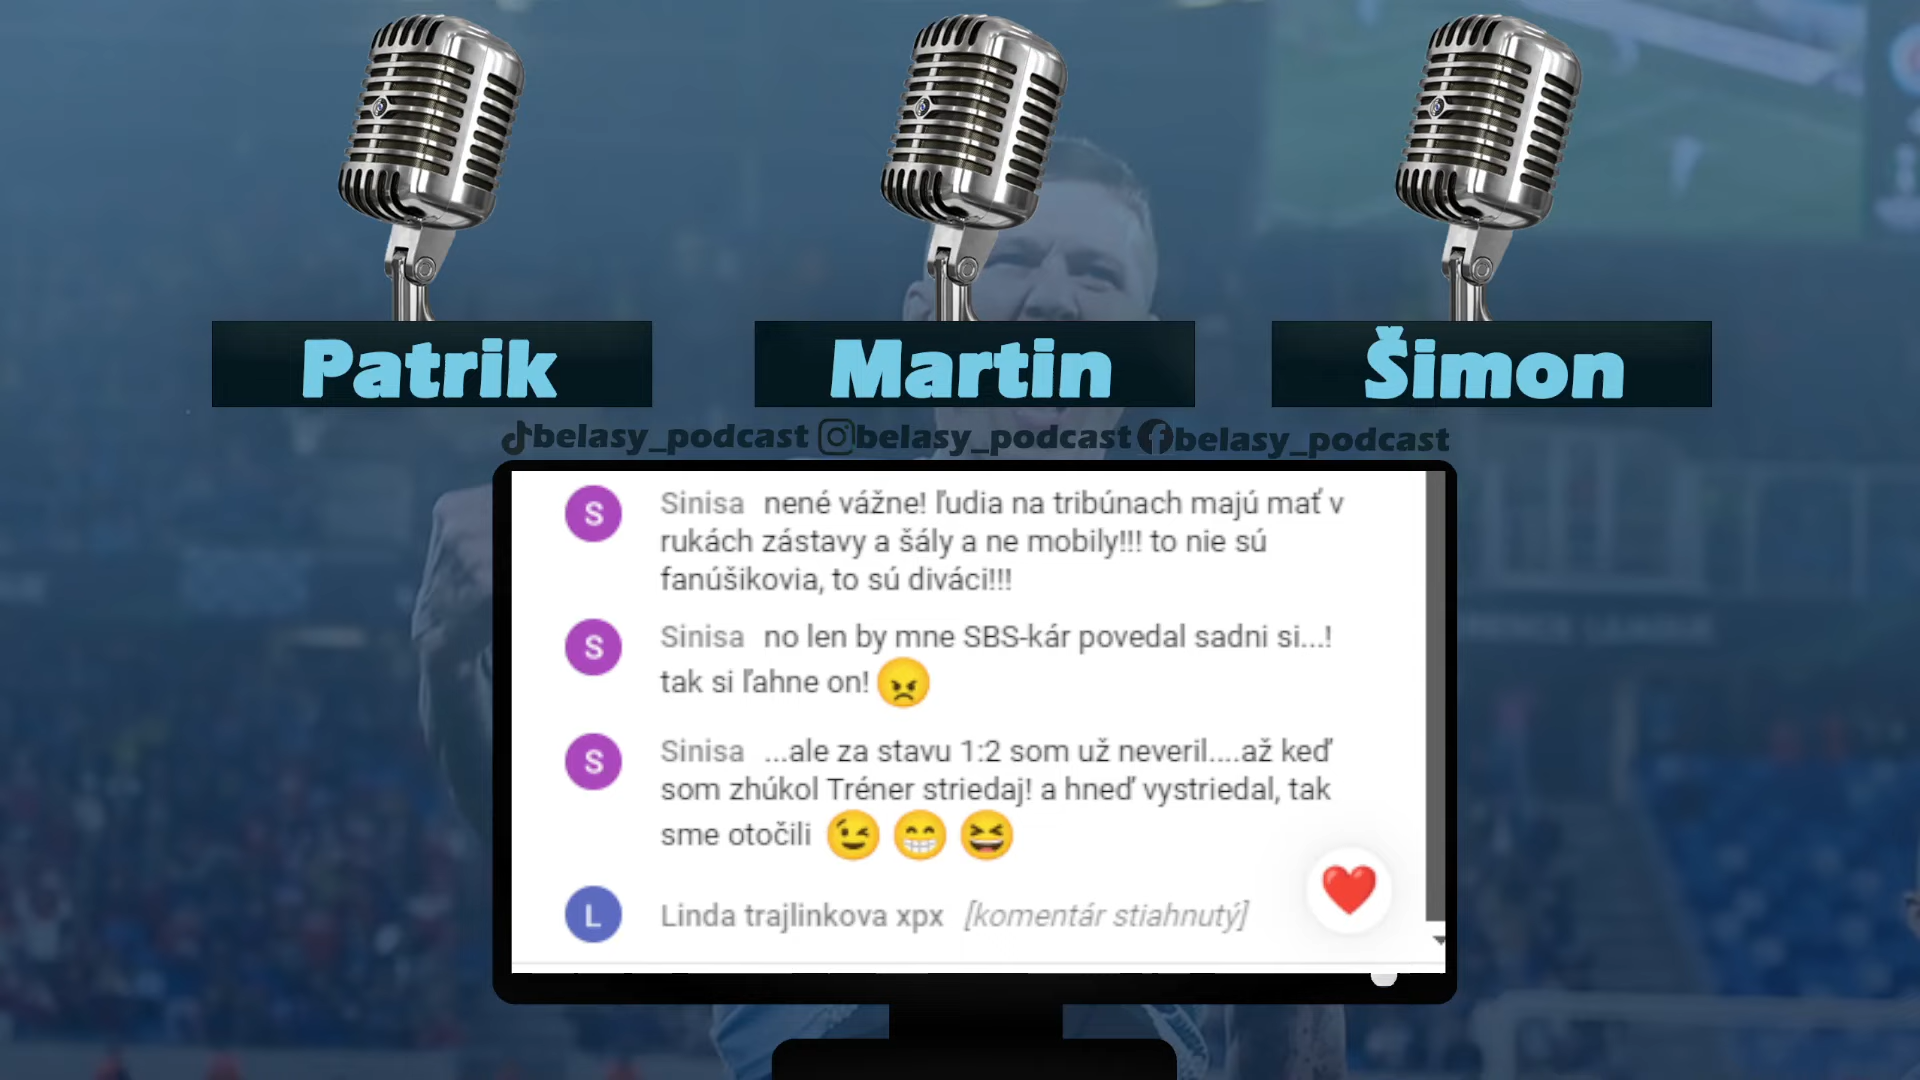 Patrik
Martin
Šimon
belasy_podcast belasy_podcast belasy_podcast
S
Sinisa nené vážne! ľudia na tribúnach majú mať v
rukách zástavy a šály a ne mobily!!! to nie sú
fanúšikovia, to sú diváci!!!
S
Sinisa no len by mne SBS-kár povedal sadni si...!
tak si ľahne on! 😠
S
Sinisa ...ale za stavu 1:2 som už neveril....až keď
som zhúkol Tréner striedaj! a hneď vystriedal, tak
sme otočili 😉 😁 😆
L
Linda trajlinkova xpx [komentár stiahnutý]